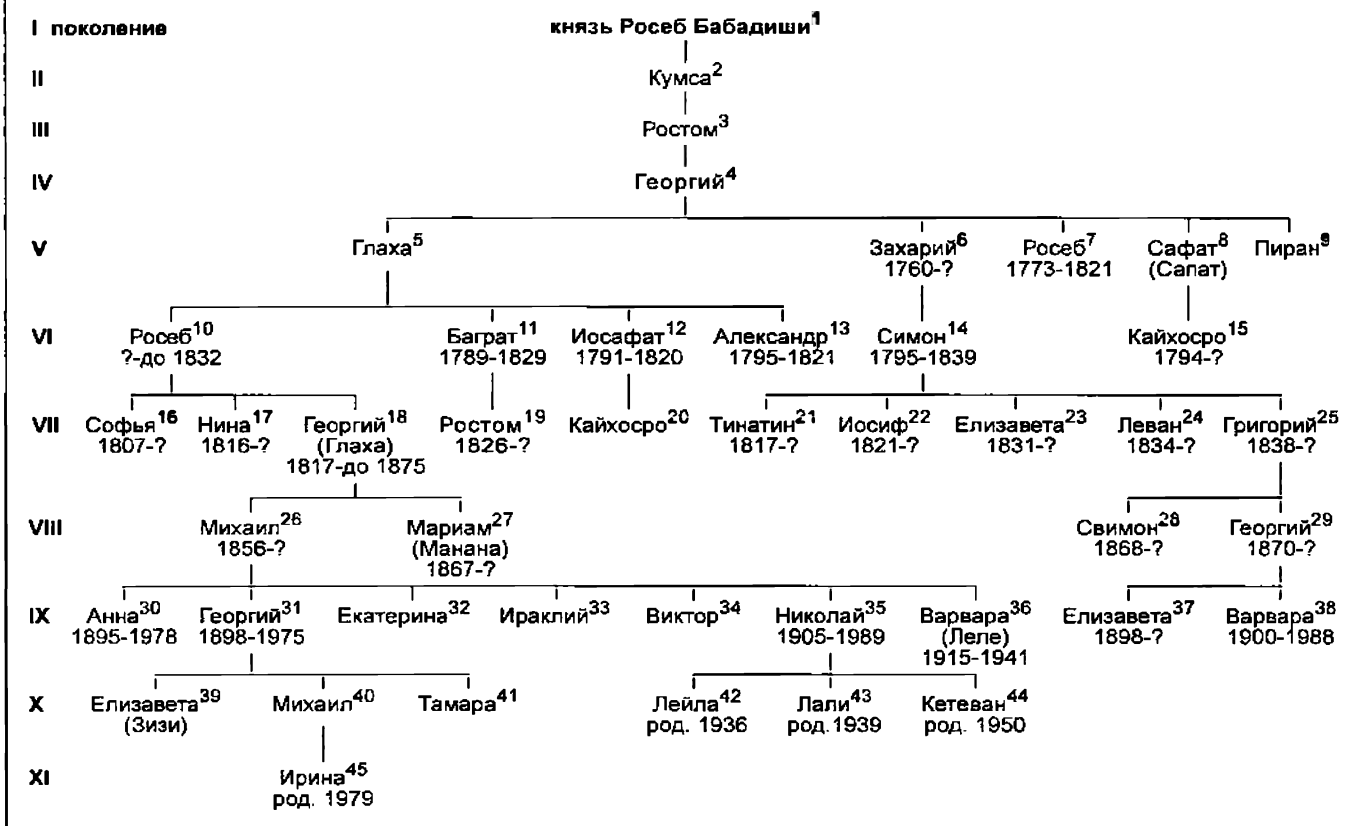 I поколение князь Росеб Бабадиши¹
II Кумса²
III Ростом³
IV Георгий⁴
V Глаха⁵ Захарий⁶ Росеб⁷ Сафат⁸ Пиран⁹
1760-? 1773-1821 (Сапат)
VI Росеб¹⁰ Баграт¹¹ Иосафат¹² Александр¹³ Симон¹⁴ Кайхосро¹⁵
?-до 1832 1789-1829 1791-1820 1795-1821 1795-1839 1794-?
VII Софья¹⁶ Нина¹⁷ Георгий¹⁸ Ростом¹⁹ Кайхосро²⁰ Тинатин²¹ Иосиф²² Елизавета²³ Леван²⁴ Григорий²⁵
1807-? 1816-? (Глаха) 1826-? 1817-? 1821-? 1831-? 1834-? 1838-?
1817-до 1875
VIII Михаил²⁶ Мариам²⁷ Свимон²⁸ Георгий²⁹
1856-? (Манана) 1868-? 1870-?
1867-?
IX Анна³⁰ Георгий³¹ Екатерина³² Ираклий³³ Виктор³⁴ Николай³⁵ Варвара³⁶ Елизавета³⁷ Варвара³⁸
1895-1978 1898-1975 1905-1989 (Леле) 1898-? 1900-1988
1915-1941
X Елизавета³⁹ Михаил⁴⁰ Тамара⁴¹ Лейла⁴² Лали⁴³ Кетеван⁴⁴
(Зизи) род. 1936 род. 1939 род. 1950
XI Ирина⁴⁵
род. 1979